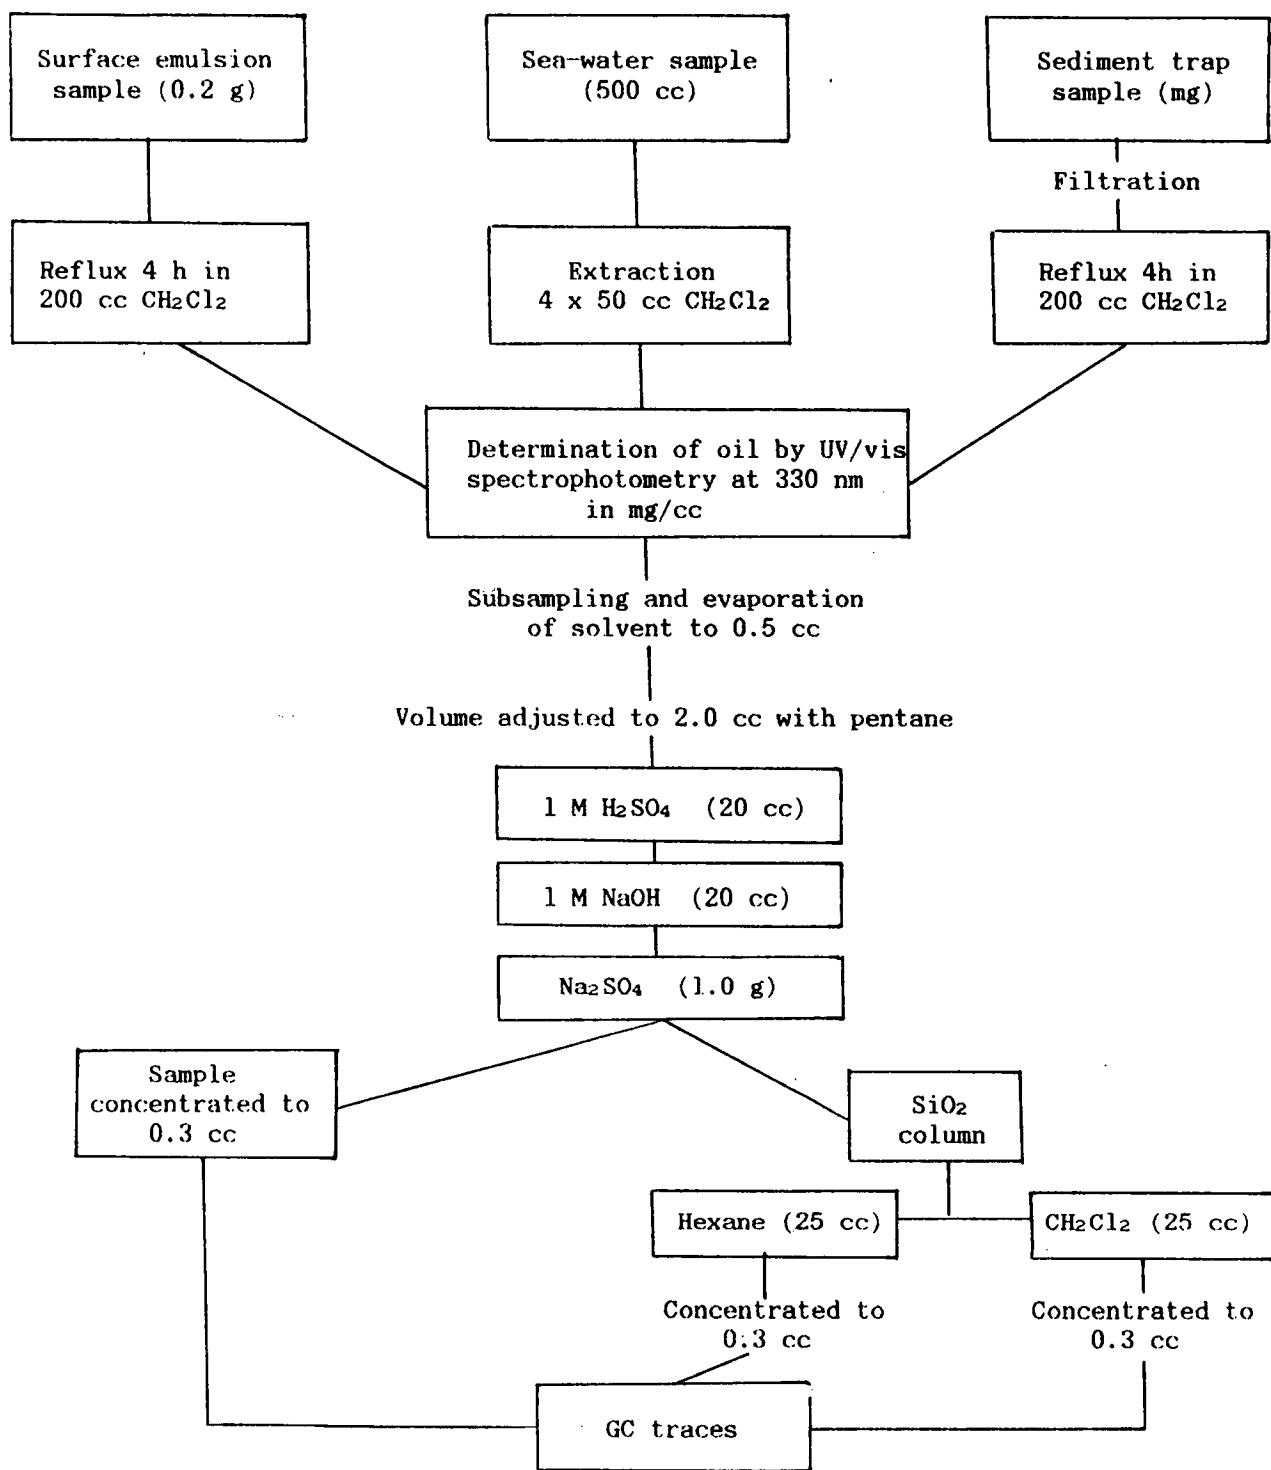 Surface emulsion
sample (0.2 g)
Sea-water sample
(500 cc)
Sediment trap
sample (mg)
Filtration
Reflux 4 h in
200 cc CH₂Cl₂
Extraction
4 x 50 cc CH₂Cl₂
Reflux 4h in
200 cc CH₂Cl₂
Determination of oil by UV/vis
spectrophotometry at 330 nm
in mg/cc
Subsampling and evaporation
of solvent to 0.5 cc
Volume adjusted to 2.0 cc with pentane
1 M H₂SO₄ (20 cc)
1 M NaOH (20 cc)
Na₂SO₄ (1.0 g)
Sample
concentrated to
0.3 cc
SiO₂
column
Hexane (25 cc)
CH₂Cl₂ (25 cc)
Concentrated to
0.3 cc
Concentrated to
0.3 cc
GC traces